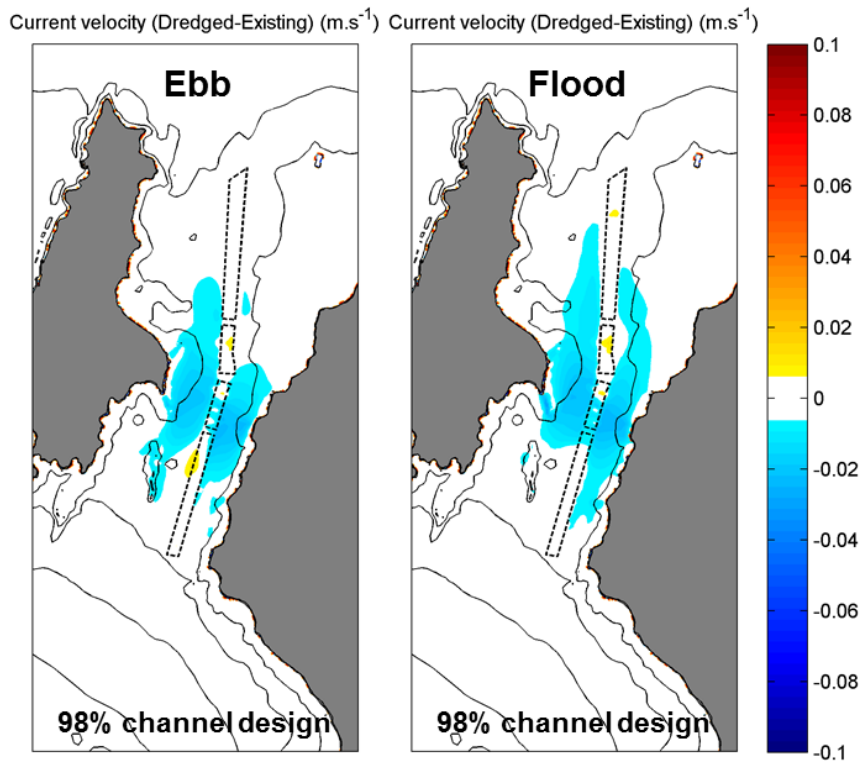 Current velocity (Dredged-Existing) (m.s⁻¹) Current velocity (Dredged-Existing) (m.s⁻¹)
Ebb
Flood
98% channel design
98% channel design
0.1
0.08
0.06
0.04
0.02
0
-0.02
-0.04
-0.06
-0.08
-0.1